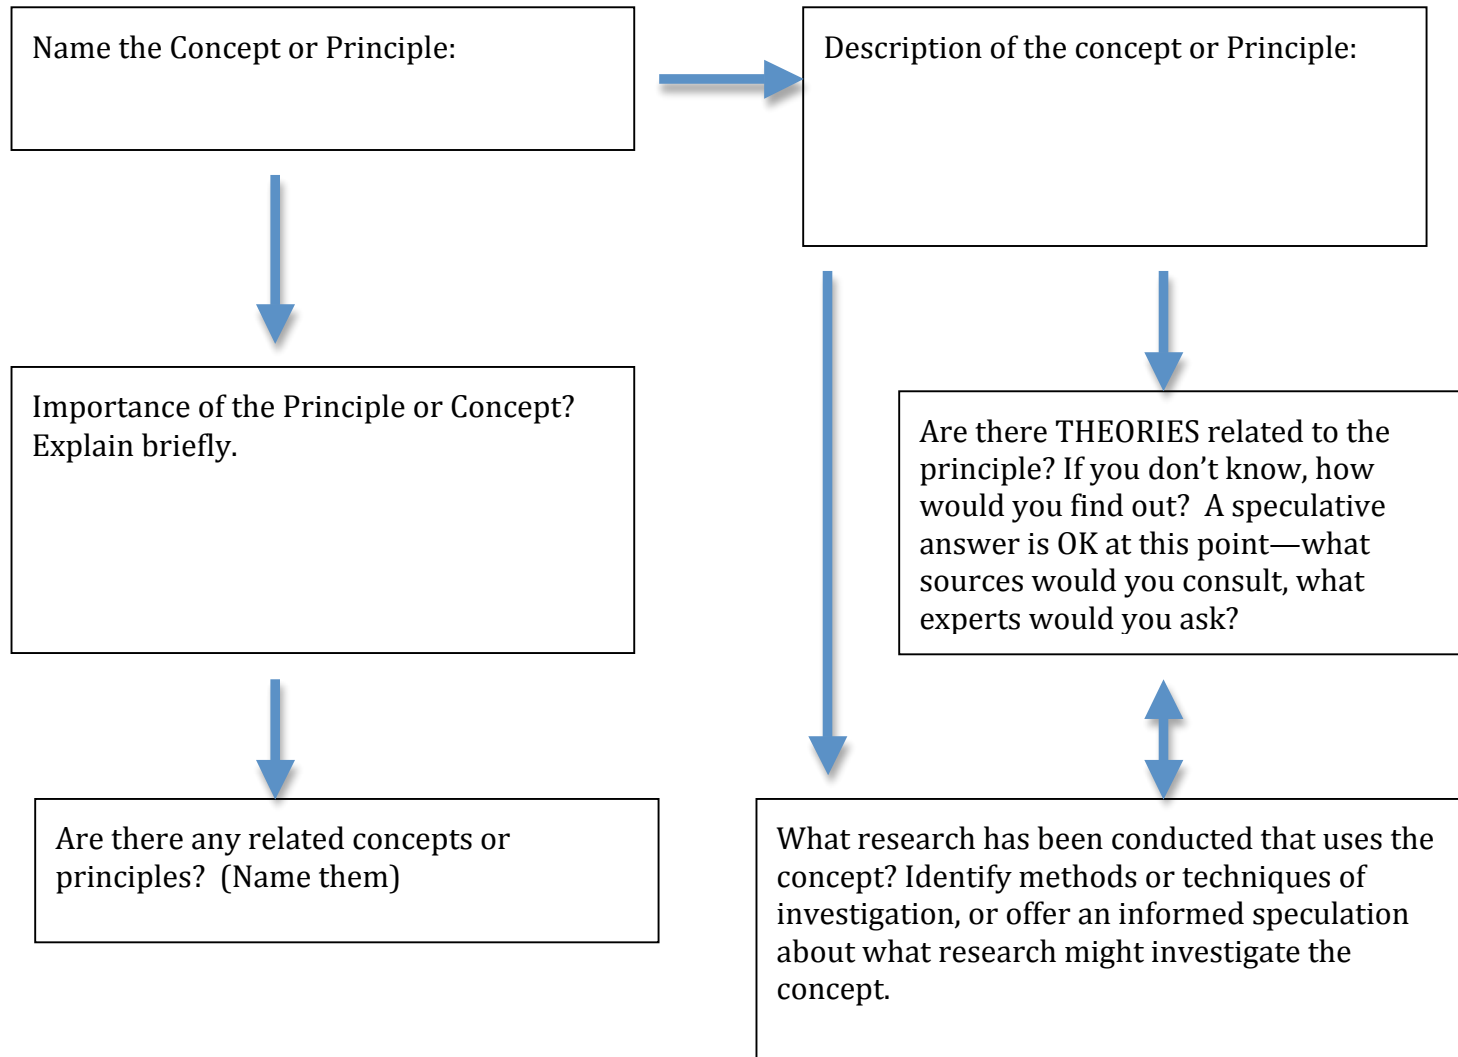 Name the Concept or Principle:
Description of the concept or Principle:
Importance of the Principle or Concept?
Explain briefly.
Are there THEORIES related to the
principle? If you don’t know, how
would you find out?  A speculative
answer is OK at this point—what
sources would you consult, what
experts would you ask?
Are there any related concepts or
principles?  (Name them)
What research has been conducted that uses the
concept? Identify methods or techniques of
investigation, or offer an informed speculation
about what research might investigate the
concept.